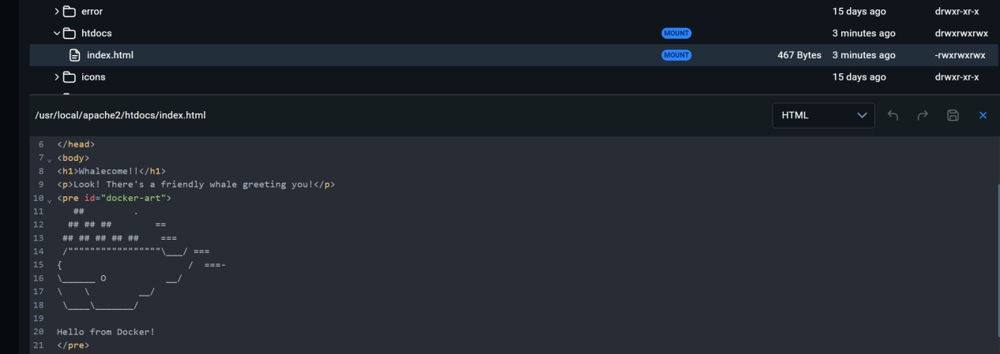 error 15 days ago drwxr-xr-x
htdocs MOUNT 3 minutes ago drwxrwxrwx
index.html MOUNT 467 Bytes 3 minutes ago -rwxrwxrwx
icons 15 days ago drwxr-xr-x
/usr/local/apache2/htdocs/index.html HTML
6 </head>
7 <body>
8 <h1>Whalecome!!</h1>
9 <p>Look! There's a friendly whale greeting you!</p>
10 <pre id="docker-art">
11    ##         .
12   ## ## ##        ==
13  ## ## ## ## ##    ===
14  /"""""""""""""""""\___/ ===
15 {                       /  ===-
16 \______ O           __/
17 \    \         __/
18  \____\_______/
19
20 Hello from Docker!
21 </pre>